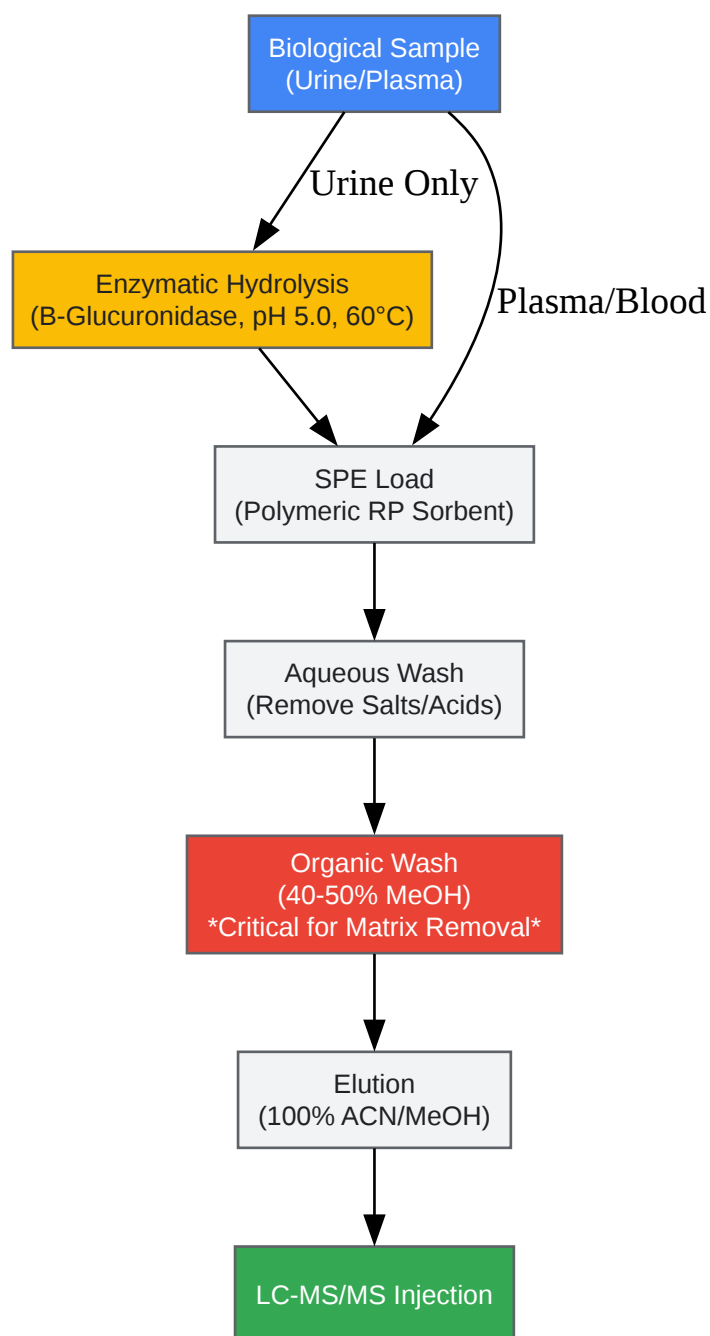 Biological Sample
(Urine/Plasma)
Urine Only
Enzymatic Hydrolysis
(B-Glucuronidase, pH 5.0, 60°C)
Plasma/Blood
SPE Load
(Polymeric RP Sorbent)
Aqueous Wash
(Remove Salts/Acids)
Organic Wash
(40-50% MeOH)
*Critical for Matrix Removal*
Elution
(100% ACN/MeOH)
LC-MS/MS Injection